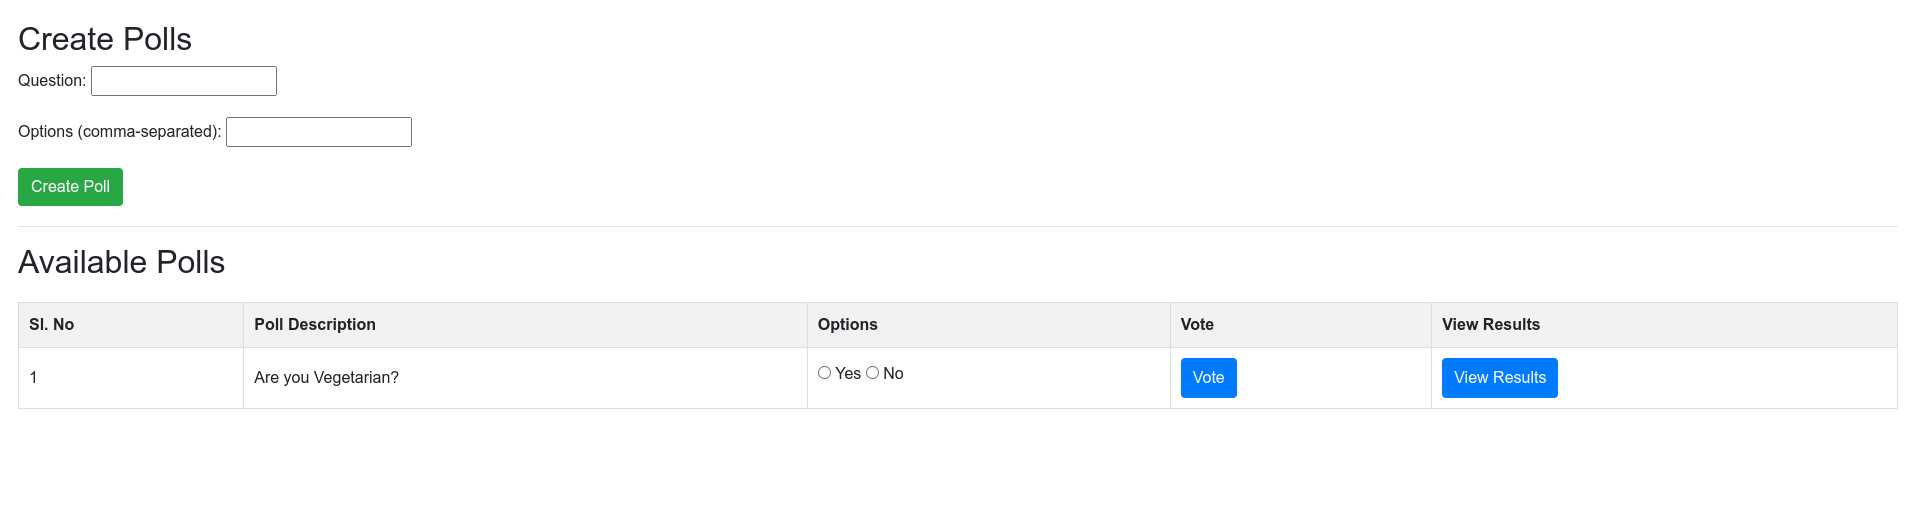 Create Polls
Question:
Options (comma-separated):
Create Poll
Available Polls
Sl. No Poll Description Options Vote View Results
1 Are you Vegetarian? Yes No Vote View Results